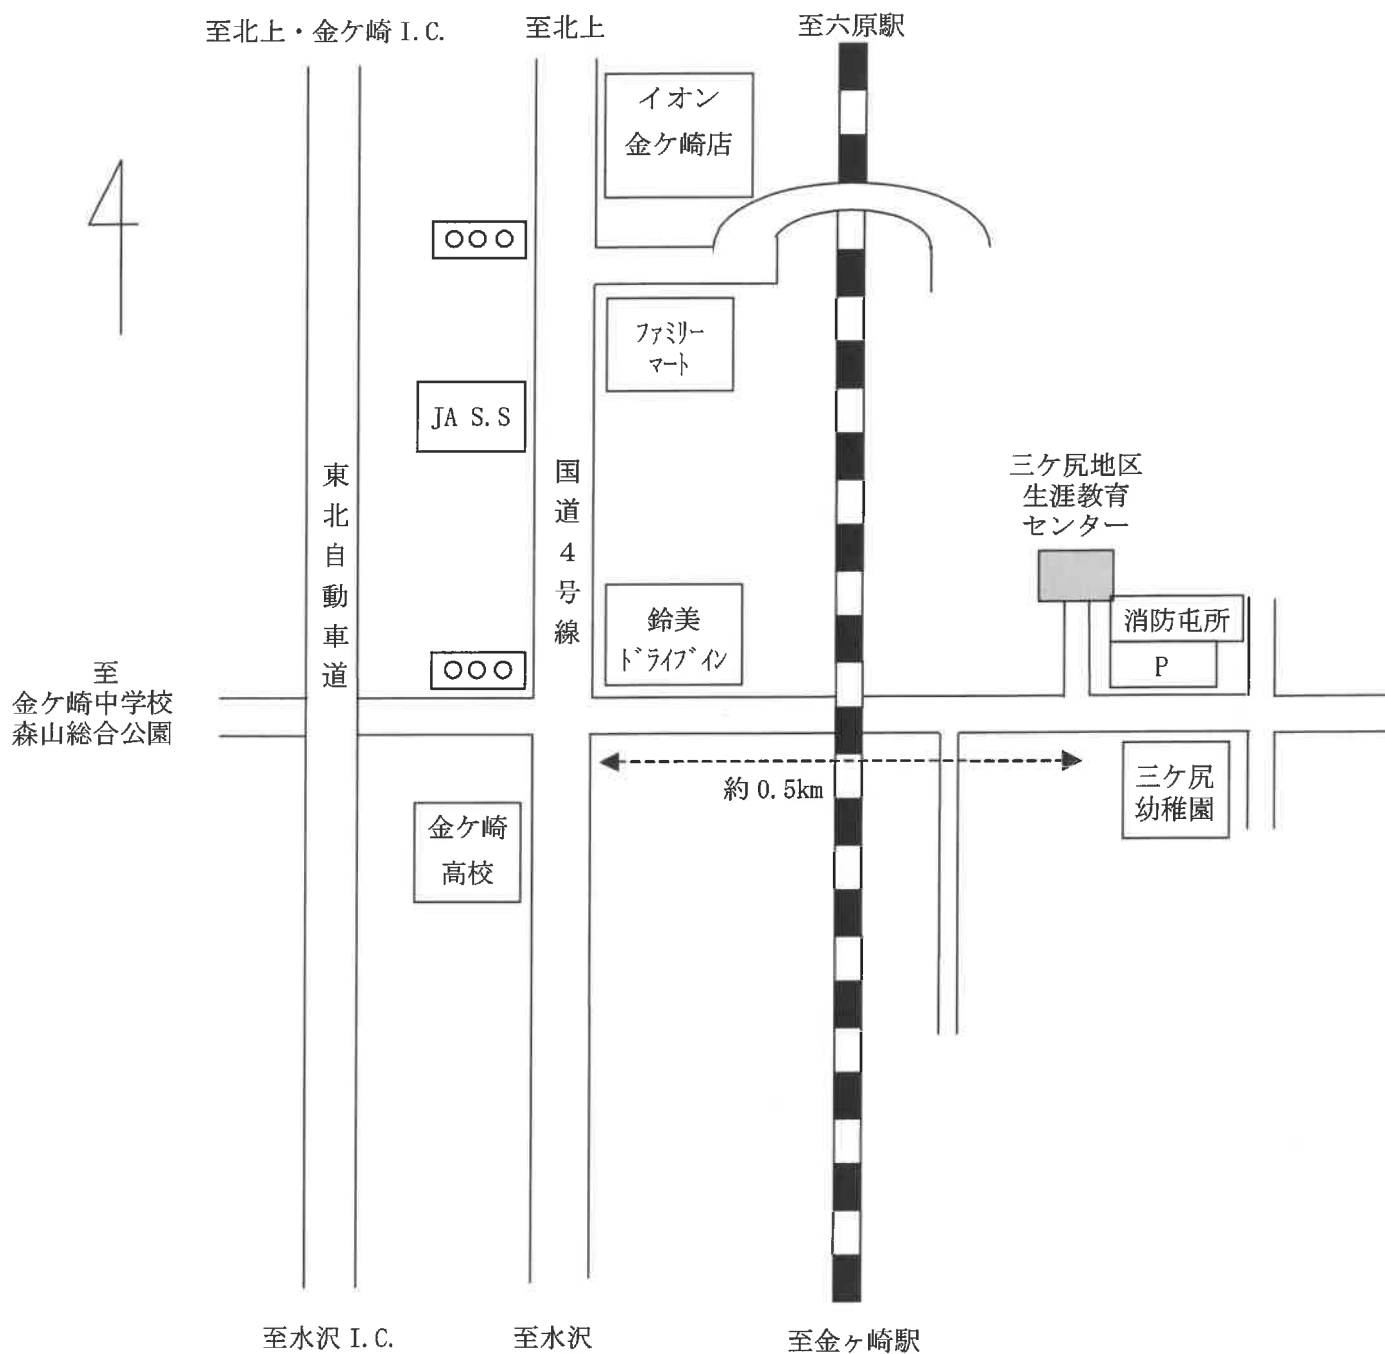 至北上・金ケ崎 I.C.
至北上
至六原駅
イオン
金ケ崎店
ファミリー
マート
JA S.S
東北自動車道
国道4号線
三ケ尻地区
生涯教育
センター
鈴美
ドライブイン
消防屯所
P
至
金ケ崎中学校
森山総合公園
約 0.5km
三ケ尻
幼稚園
金ケ崎
高校
至水沢 I.C.
至水沢
至金ヶ崎駅